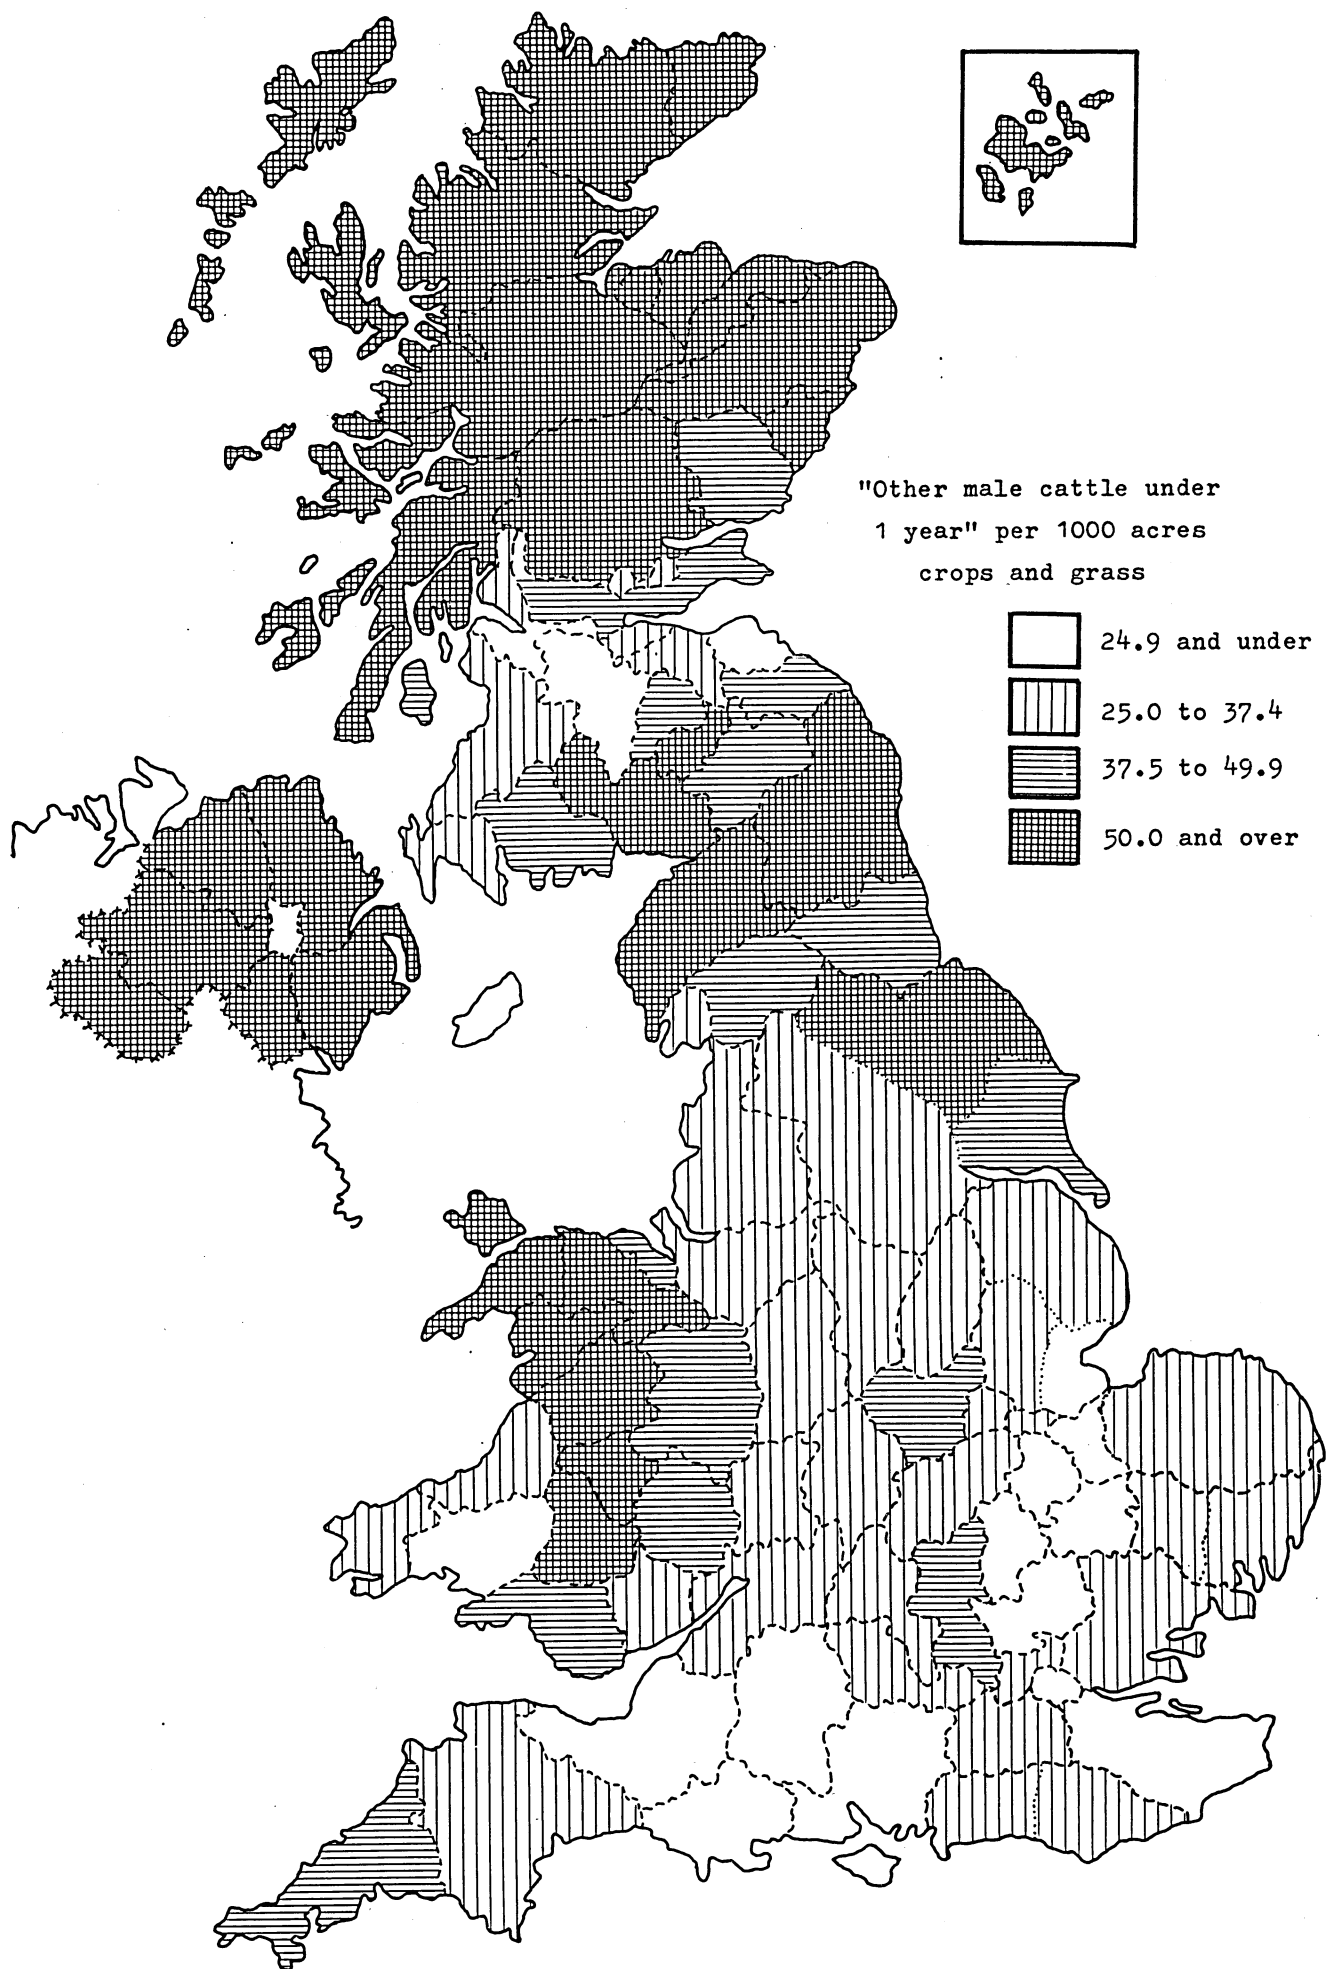 "Other male cattle under
1 year" per 1000 acres
crops and grass
24.9 and under
25.0 to 37.4
37.5 to 49.9
50.0 and over